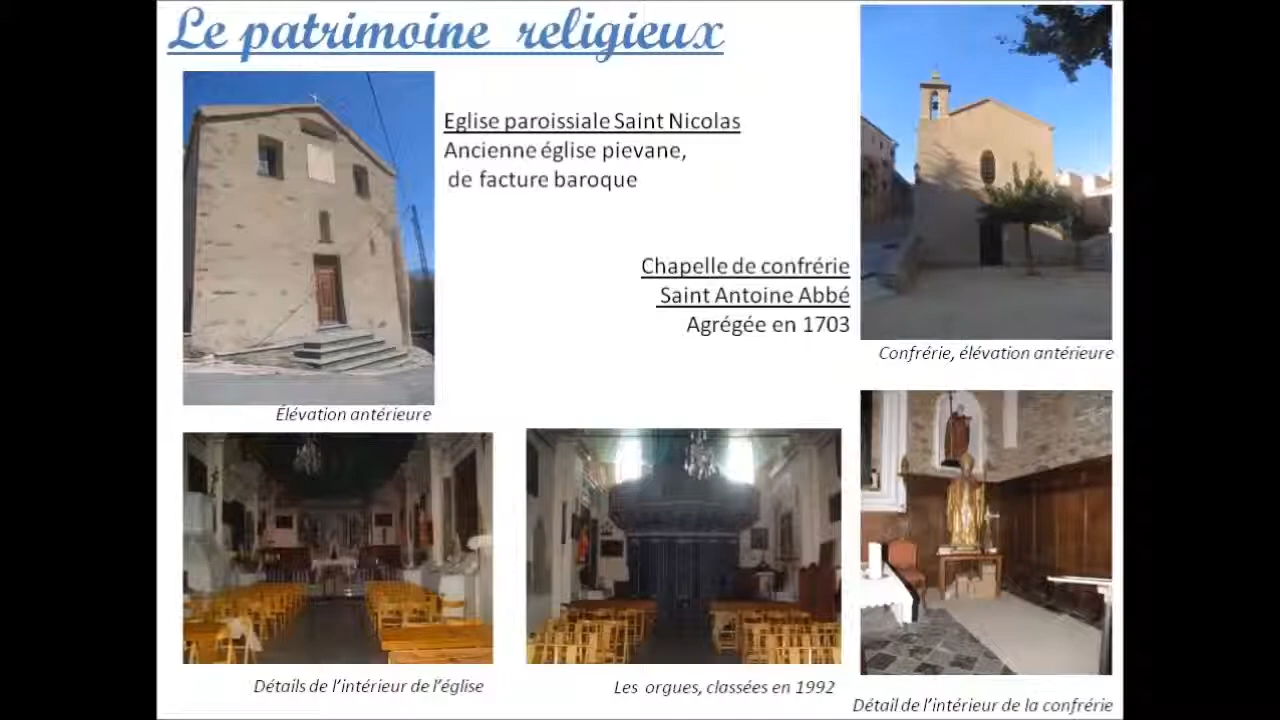 Le patrimoine religieux
Eglise paroissiale Saint Nicolas
Ancienne église pievane,
de facture baroque
Chapelle de confrérie
Saint Antoine Abbé
Agrégée en 1703
Confrérie, élévation antérieure
Élévation antérieure
Détails de l’intérieur de l’église
Les orgues, classées en 1992
Détail de l’intérieur de la confrérie